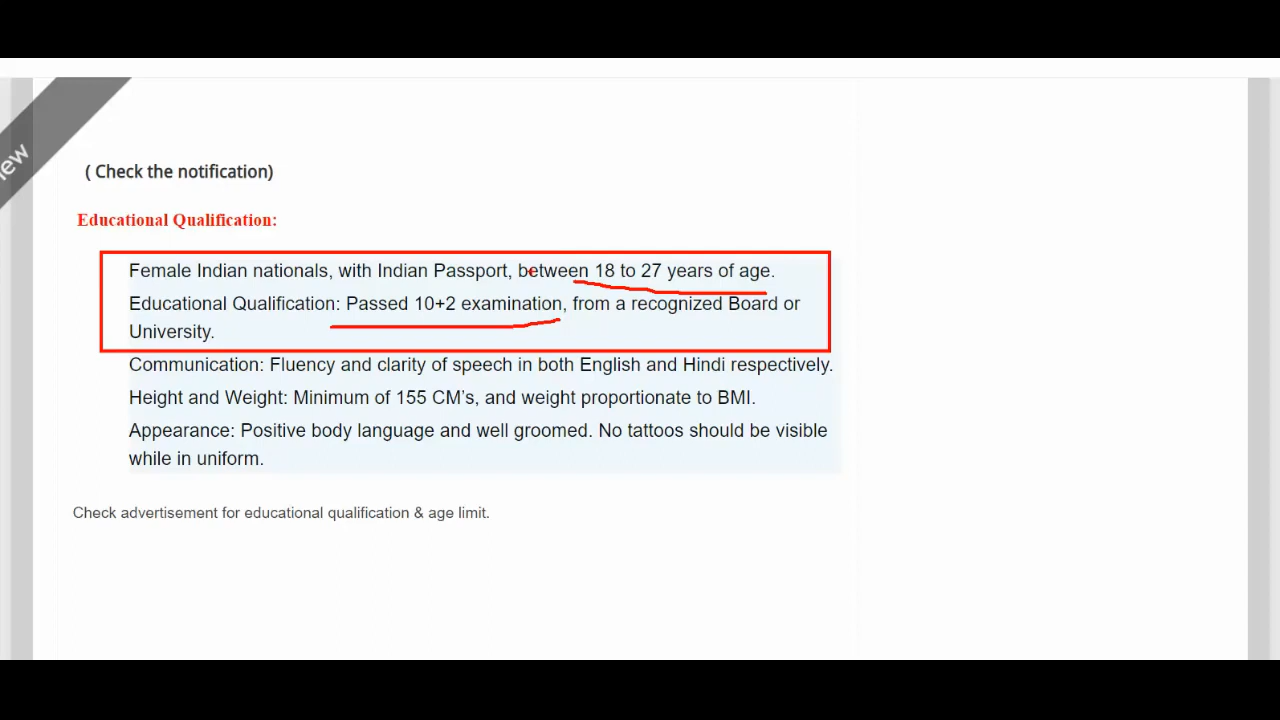 ( Check the notification)
Educational Qualification:
Female Indian nationals, with Indian Passport, between 18 to 27 years of age.
Educational Qualification: Passed 10+2 examination, from a recognized Board or
University.
Communication: Fluency and clarity of speech in both English and Hindi respectively.
Height and Weight: Minimum of 155 CM's, and weight proportionate to BMI.
Appearance: Positive body language and well groomed. No tattoos should be visible
while in uniform.
Check advertisement for educational qualification & age limit.